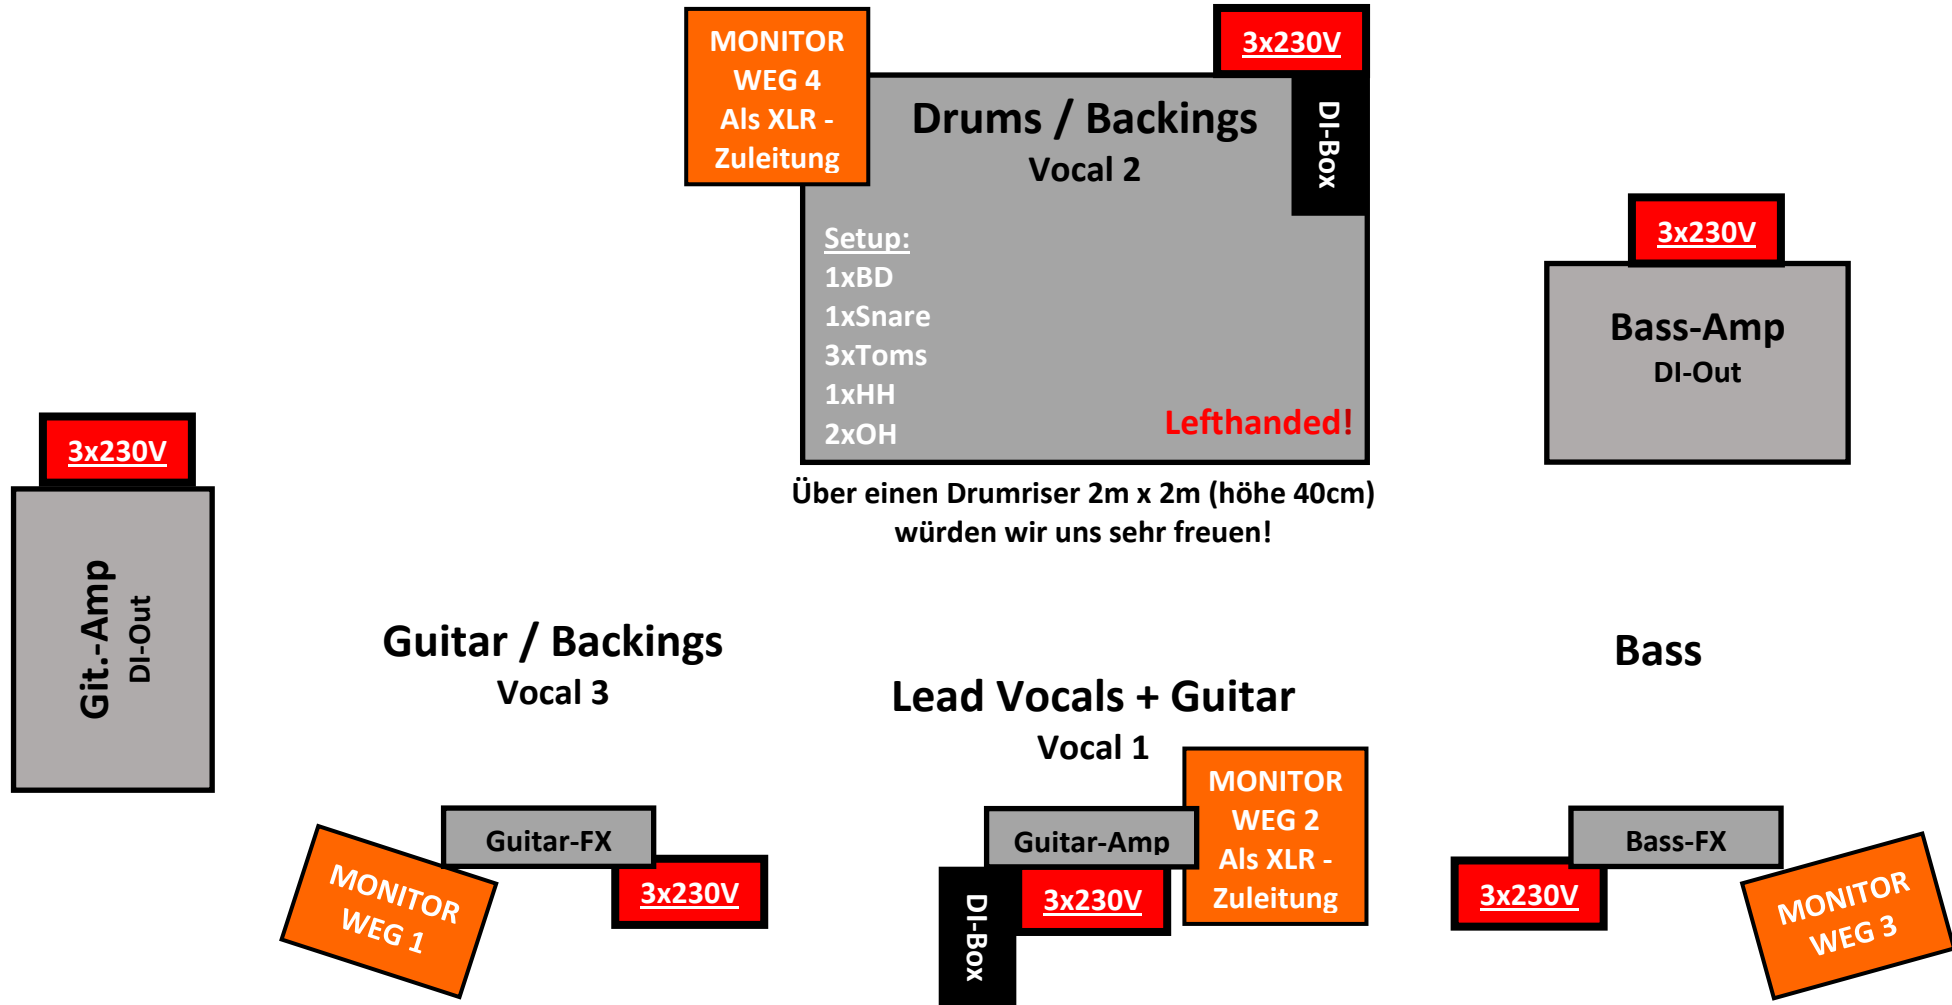 MONITOR
WEG 4
Als XLR -
Zuleitung
3x230V
Drums / Backings
Vocal 2
DI-Box
Setup:
1xBD
1xSnare
3xToms
1xHH
2xOH
Lefthanded!
Über einen Drumriser 2m x 2m (höhe 40cm)
würden wir uns sehr freuen!
3x230V
Bass-Amp
DI-Out
3x230V
Git.-Amp
DI-Out
Guitar / Backings
Vocal 3
Lead Vocals + Guitar
Vocal 1
Bass
Guitar-FX
3x230V
MONITOR
WEG 1
Guitar-Amp
3x230V
DI-Box
MONITOR
WEG 2
Als XLR -
Zuleitung
Bass-FX
3x230V
MONITOR
WEG 3